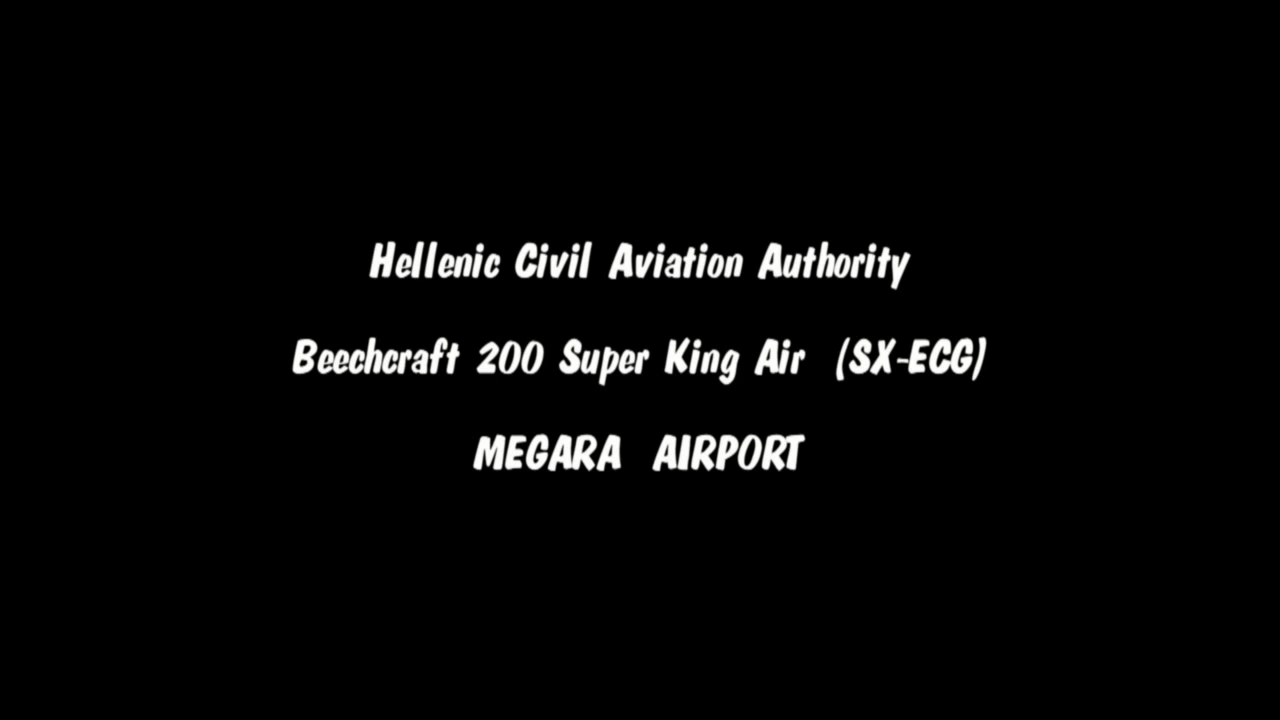 Hellenic Civil Aviation Authority
Beechcraft 200 Super King Air (SX-ECG)
MEGARA AIRPORT